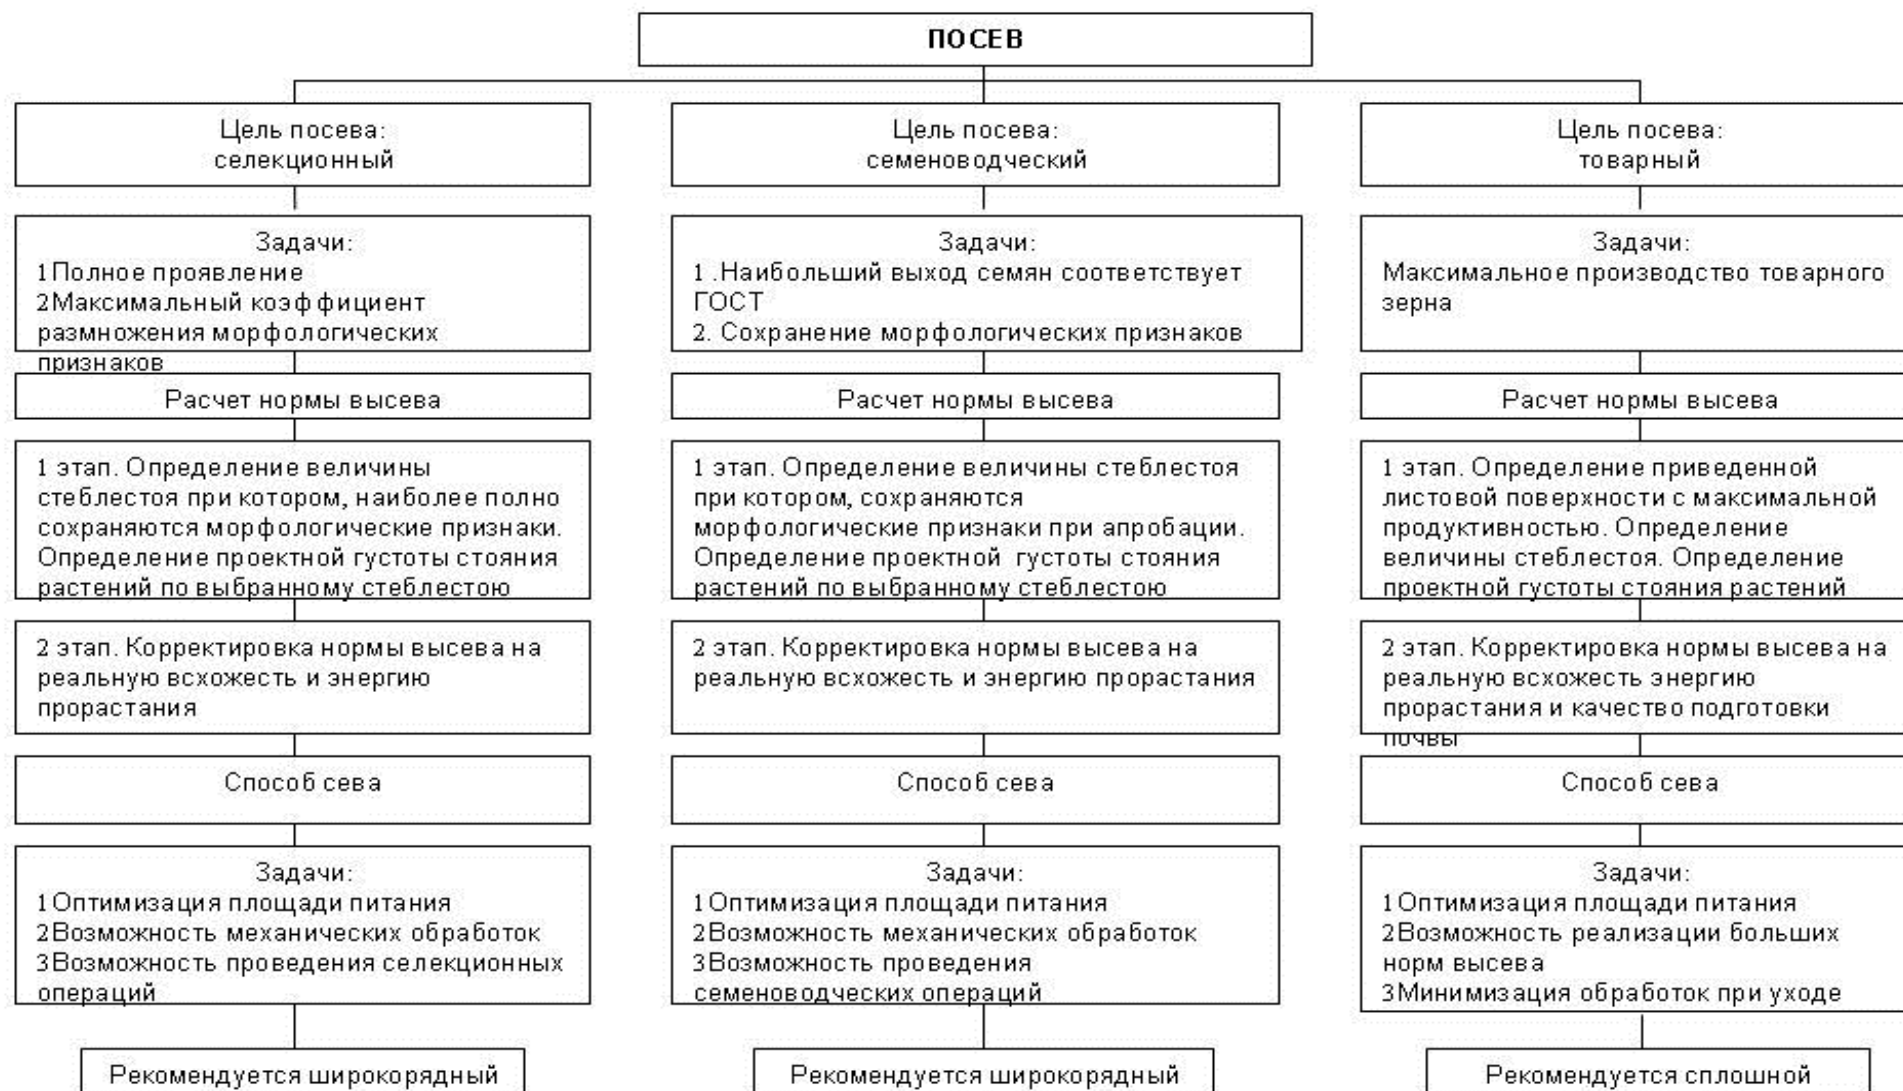 ПОСЕВ
Цель посева:
селекционный
Цель посева:
семеноводческий
Цель посева:
товарный
Задачи:
1Полное проявление
2Максимальный коэффициент
размножения морфологических
признаков
Задачи:
1 .Наибольший выход семян соответствует
ГОСТ
2. Сохранение морфологических признаков
Задачи:
Максимальное производство товарного
зерна
Расчет нормы высева
Расчет нормы высева
Расчет нормы высева
1 этап. Определение величины
стеблестоя при котором, наиболее полно
сохраняются морфологические признаки.
Определение проектной густоты стояния
растений по выбранному стеблестою
1 этап. Определение величины стеблестоя
при котором, сохраняются
морфологические признаки при апробации.
Определение проектной густоты стояния
растений по выбранному стеблестою
1 этап. Определение приведенной
листовой поверхности с максимальной
продуктивностью. Определение
величины стеблестоя. Определение
проектной густоты стояния растений
2 этап. Корректировка нормы высева на
реальную всхожесть и энергию
прорастания
2 этап. Корректировка нормы высева на
реальную всхожесть и энергию прорастания
2 этап. Корректировка нормы высева на
реальную всхожесть энергию
прорастания и качество подготовки
почвы
Способ сева
Способ сева
Способ сева
Задачи:
1Оптимизация площади питания
2Возможность механических обработок
3Возможность проведения селекционных
операций
Задачи:
1Оптимизация площади питания
2Возможность механических обработок
3Возможность проведения
семеноводческих операций
Задачи:
1Оптимизация площади питания
2Возможность реализации больших
норм высева
3Минимизация обработок при уходе
Рекомендуется широкорядный
Рекомендуется широкорядный
Рекомендуется сплошной